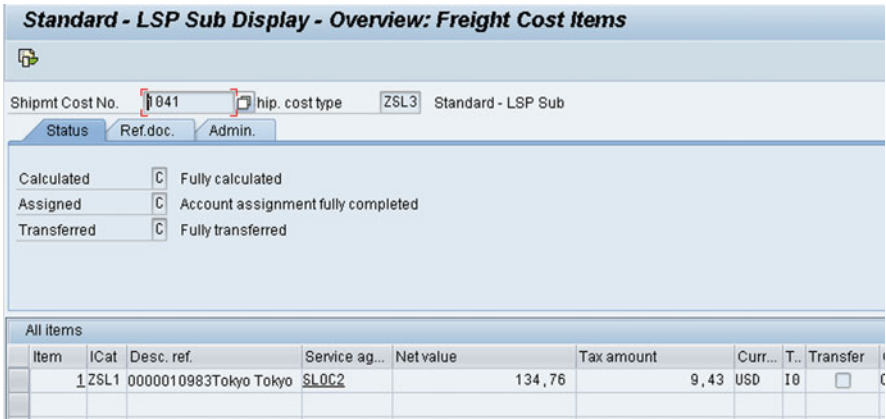 Standard - LSP Sub Display - Overview: Freight Cost Items
Shipmt Cost No. 1041 hip. cost type ZSL3 Standard - LSP Sub
Status Ref.doc. Admin.
Calculated C Fully calculated
Assigned C Account assignment fully completed
Transferred C Fully transferred
All items
Item ICat Desc. ref. Service ag... Net value Tax amount Curr... T.. Transfer
1 ZSL1 0000010983Tokyo Tokyo SLOC2 134,76 9,43 USD I0